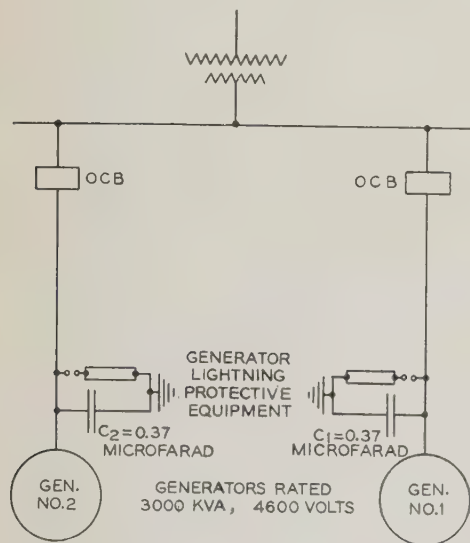 OCB
OCB
GENERATOR
LIGHTNING
PROTECTIVE
EQUIPMENT
C2=0.37
MICROFARAD
C1=0.37
MICROFARAD
GEN.
NO.2
GENERATORS RATED
3000 KVA, 4600 VOLTS
GEN.
NO.1